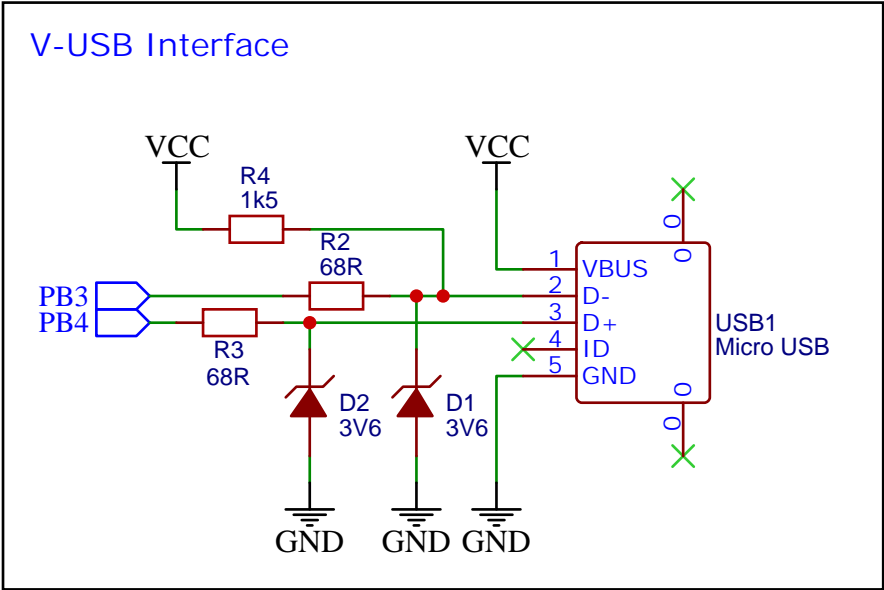 V-USB Interface
VCC
VCC
R4
1k5
R2
68R
PB3
PB4
R3
68R
1
2
3
4
5
VBUS
D-
D+
ID
GND
0
0
0
0
USB1
Micro USB
D2
3V6
D1
3V6
GND
GND
GND